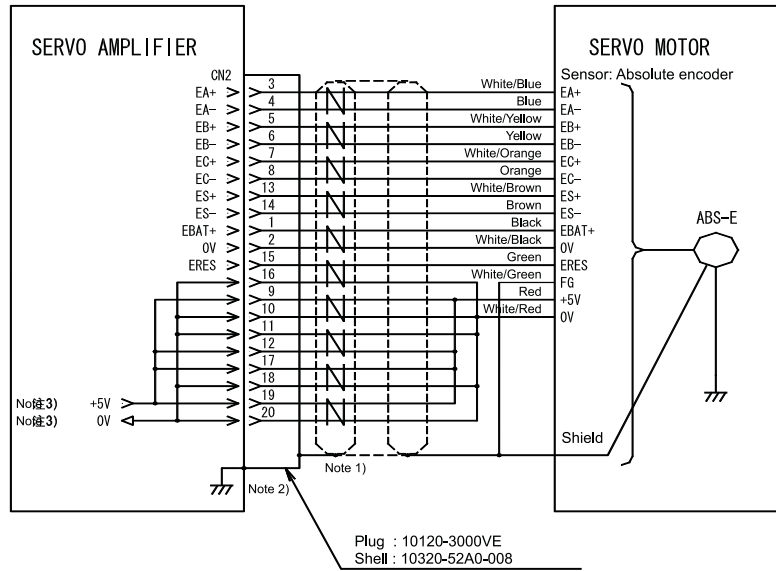 SERVO AMPLIFIER
SERVO MOTOR
Sensor: Absolute encoder
CN2
EA+ 3 White/Blue EA+
EA- 4 Blue EA-
EB+ 5 White/Yellow EB+
EB- 6 Yellow EB-
EC+ 7 White/Orange EC+
EC- 8 Orange EC-
ES+ 13 White/Brown ES+
ES- 14 Brown ES-
EBAT+ 1 Black EBAT+
0V 2 White/Black 0V
ERES 15 Green ERES
16 White/Green FG
9 Red +5V
10 White/Red 0V
11
12
17
18
19
20
ABS-E
Note注3) +5V
Note注3) 0V
Shield
Note 1)
Note 2)
Plug : 10120-3000VE
Shell : 10320-52A0-008